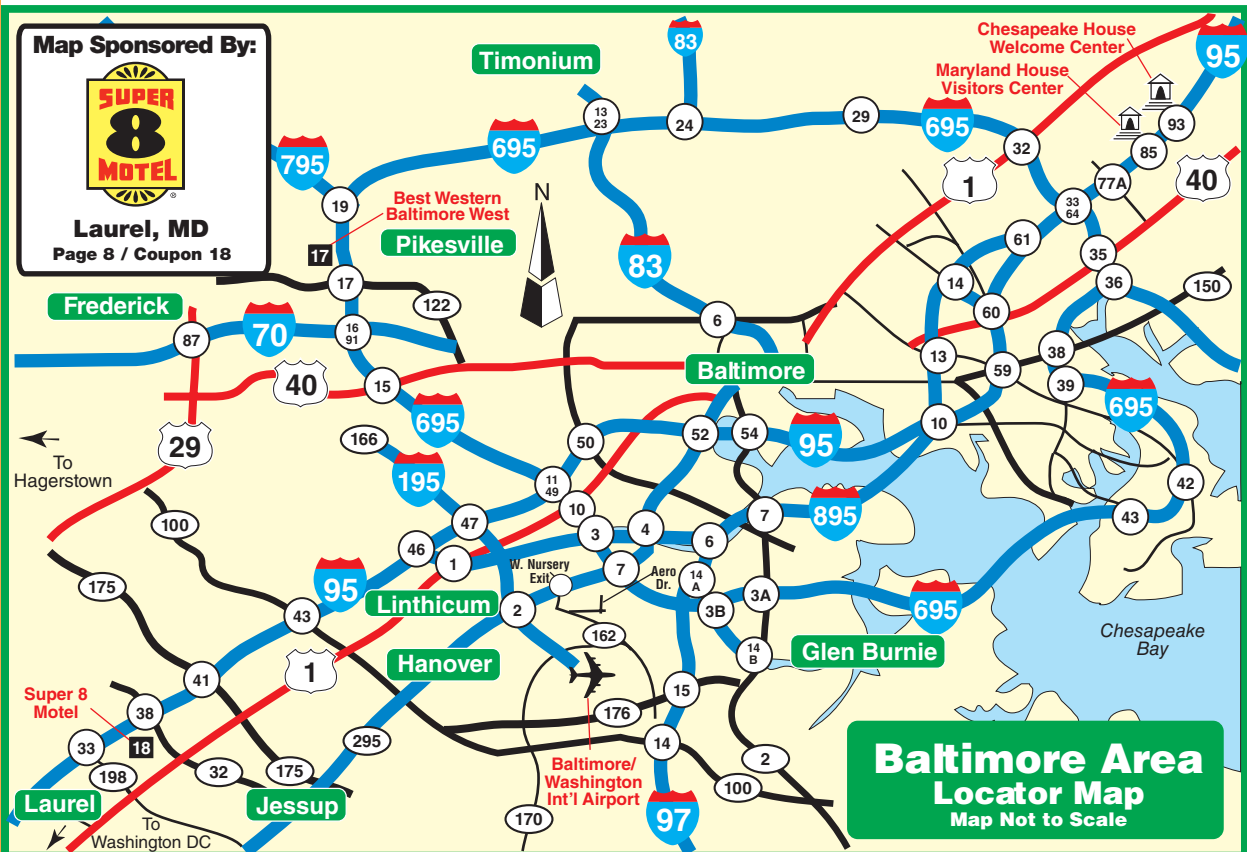 Map Sponsored By:
SUPER
8
MOTEL
®
Laurel, MD
Page 8 / Coupon 18
Timonium
83
Chesapeake House
Welcome Center
Maryland House
Visitors Center
95
13
23
24
29
695
695
32
93
85
1
77A
40
795
19
Best Western
Baltimore West
17
Pikesville
N
33
64
61
35
83
17
14
36
150
Frederick
122
60
87
70
16
91
6
13
38
59
40
15
Baltimore
39
695
29
695
10
166
50
52
54
95
To
Hagerstown
195
11
49
42
100
10
7
895
43
47
3
4
6
46
1
W. Nursery
Exit
7
Aero
Dr.
14
A
175
95
3A
695
Linthicum
2
3B
43
162
14
B
Glen Burnie
Chesapeake
Bay
Hanover
1
41
15
Super 8
Motel
38
176
18
33
295
14
Baltimore/
Washington
Int'l Airport
2
198
32
175
100
Laurel
Jessup
To
Washington DC
170
97
Baltimore Area
Locator Map
Map Not to Scale